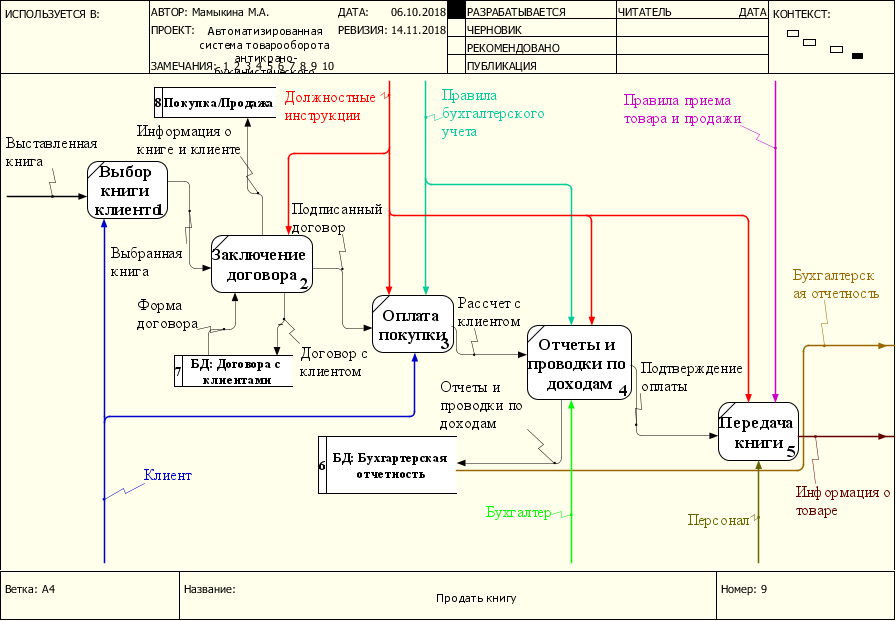 ИСПОЛЬЗУЕТСЯ В:
АВТОР: Мамыкина М.А.
ДАТА: 06.10.2018
ПРОЕКТ: Автоматизированная
система товарооборота
антикрано-
букинистического
РЕВИЗИЯ: 14.11.2018
ЗАМЕЧАНИЯ: 1 2 3 4 5 6 7 8 9 10
РАЗРАБАТЫВАЕТСЯ
ЧЕРНОВИК
РЕКОМЕНДОВАНО
ПУБЛИКАЦИЯ
ЧИТАТЕЛЬ
ДАТА
КОНТЕКСТ:
8 Покупка/Продажа
Должностные
инструкции
Правила
бухгалтерского
учета
Правила приема
товара и продажи
Выставленная
книга
Информация о
книге и клиенте
Выбор
книги
клиенто
1
Подписанный
договор
Выбранная
книга
Заключение
договора
2
Бухгалтерск
ая отчетность
Форма
договора
Оплата
покупки
3
Рассчет с
клиентом
Отчеты и
проводки по
доходам
4
7
БД: Договора с
клиентами
Договор с
клиентом
Подтверждение
оплаты
Отчеты и
проводки по
доходам
Передача
книги
5
6
БД: Бухгартерская
отчетность
Клиент
Бухгалтер
Персонал
Информация о
товаре
Ветка: A4
Название:
Продать книгу
Номер: 9